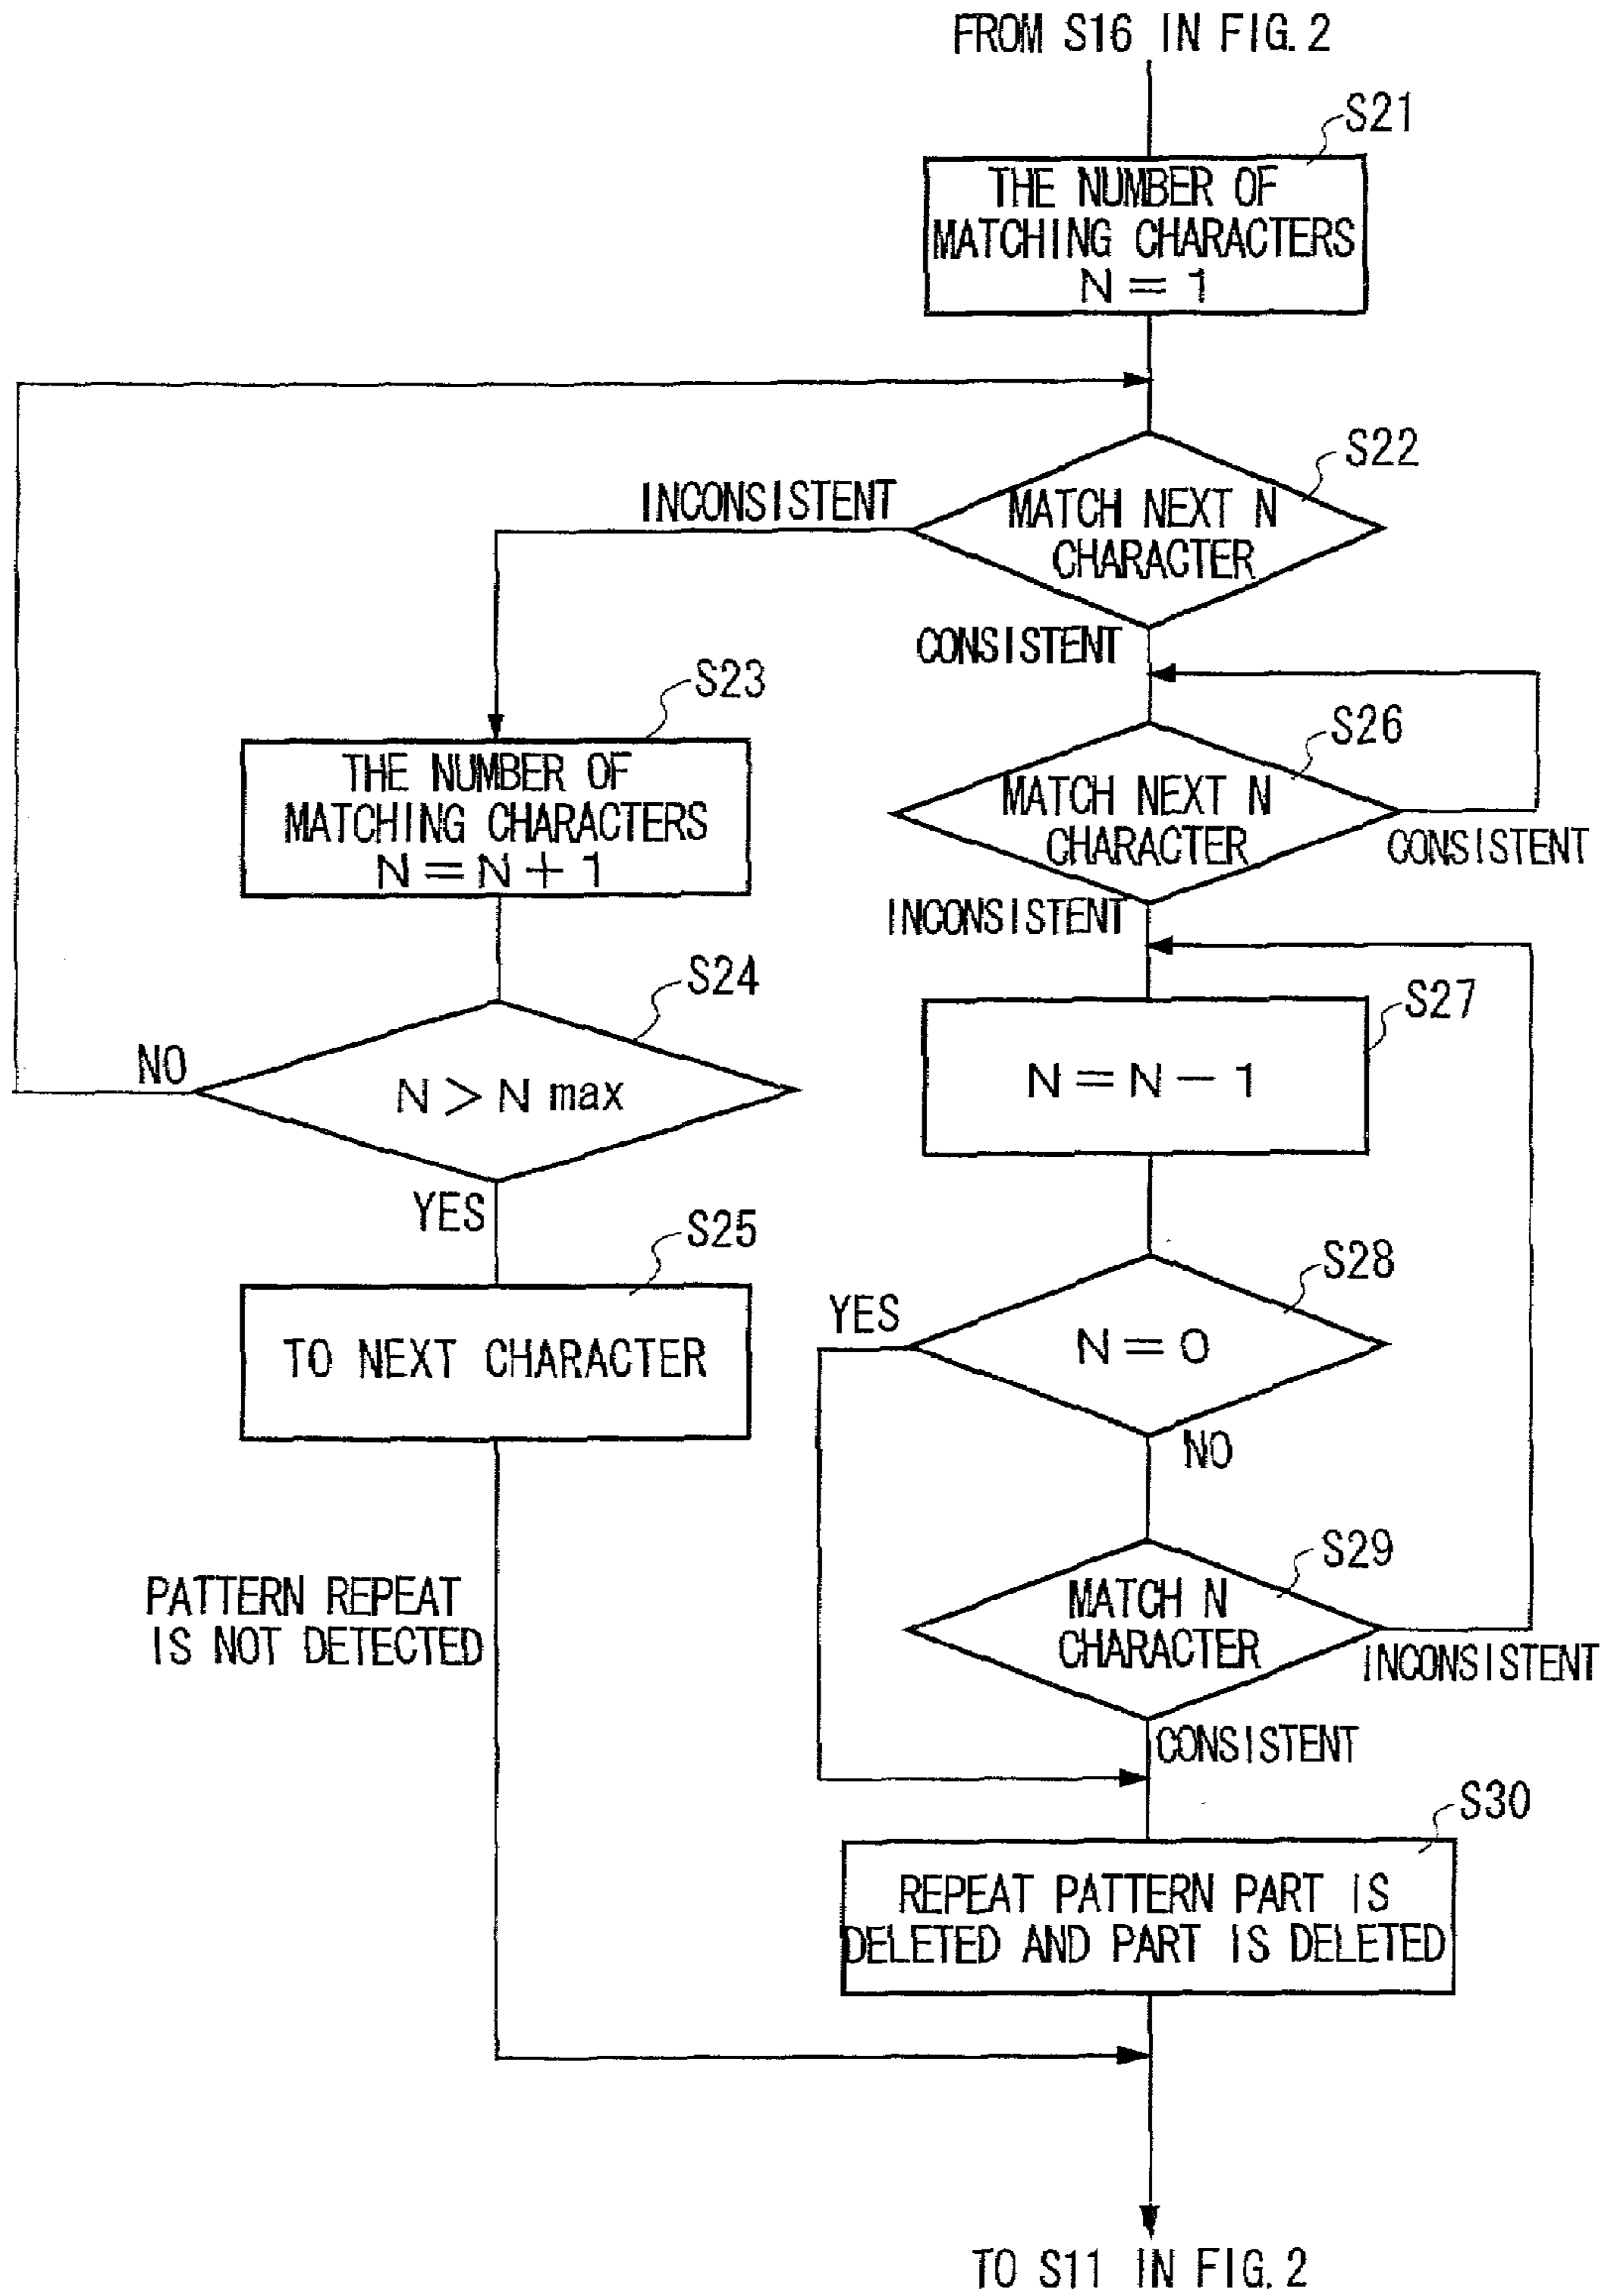 FROM S16 IN FIG. 2
S21
THE NUMBER OF
MATCHING CHARACTERS
N = 1
S22
INCONSISTENT
MATCH NEXT N
CHARACTER
CONSISTENT
S23
THE NUMBER OF
MATCHING CHARACTERS
N = N + 1
S26
MATCH NEXT N
CHARACTER
CONSISTENT
INCONSISTENT
S24
NO
N > N max
YES
S27
N = N - 1
S25
TO NEXT CHARACTER
S28
YES
N = 0
NO
PATTERN REPEAT
IS NOT DETECTED
S29
MATCH N
CHARACTER
INCONSISTENT
CONSISTENT
S30
REPEAT PATTERN PART IS
DELETED AND PART IS DELETED
TO S11 IN FIG. 2